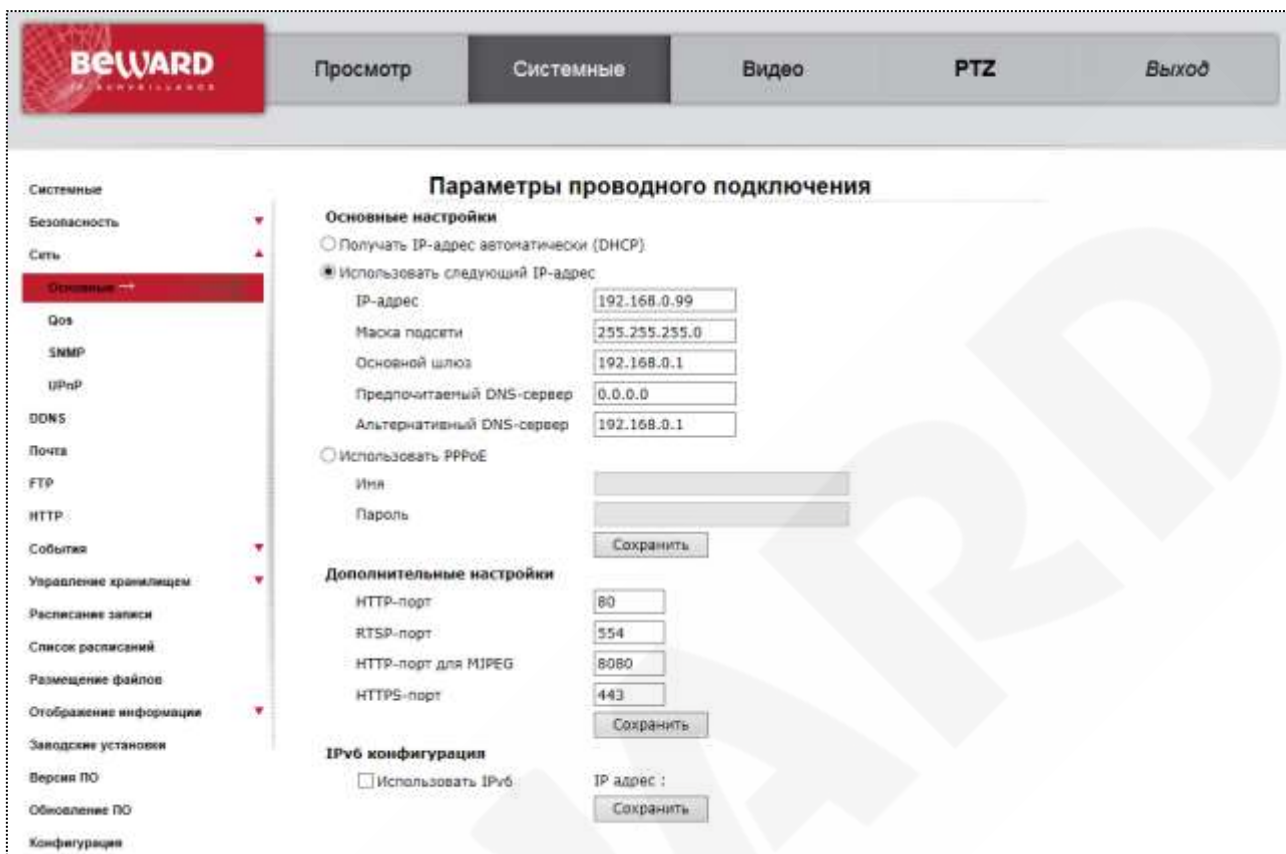 BEWARD
IP SURVEILLANCE
Просмотр
Системные
Видео
PTZ
Выход
Системные
Безопасность
Сеть
Основные →
Qos
SNMP
UPnP
DDNS
Почта
FTP
HTTP
События
Управление хранилищем
Расписание записи
Список расписаний
Размещение файлов
Отображение информации
Заводские установки
Версия ПО
Обновление ПО
Конфигурация
Параметры проводного подключения
Основные настройки
Получать IP-адрес автоматически (DHCP)
Использовать следующий IP-адрес
IP-адрес 192.168.0.99
Маска подсети 255.255.255.0
Основной шлюз 192.168.0.1
Предпочитаемый DNS-сервер 0.0.0.0
Альтернативный DNS-сервер 192.168.0.1
Использовать PPPoE
Имя
Пароль
Сохранить
Дополнительные настройки
HTTP-порт 80
RTSP-порт 554
HTTP-порт для MJPEG 8080
HTTPS-порт 443
Сохранить
IPv6 конфигурация
Использовать IPv6 IP адрес :
Сохранить